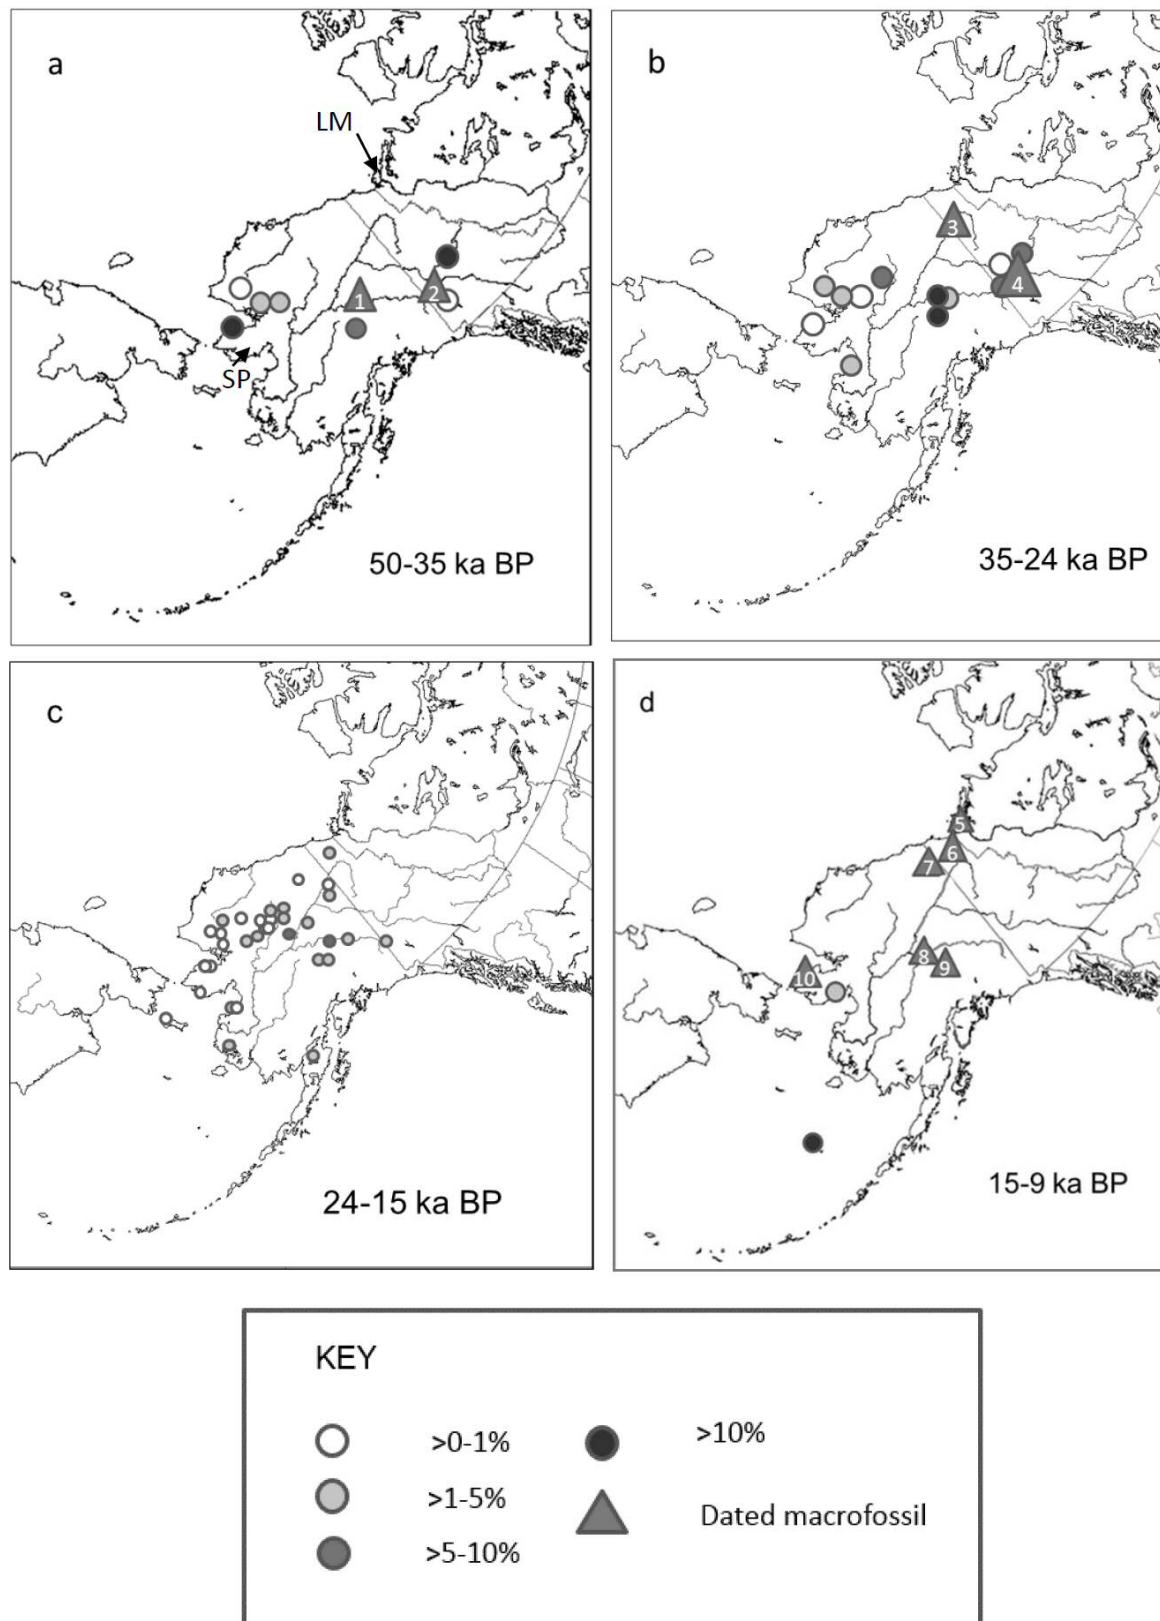 a
LM
1
2
SP
50-35 ka BP
b
3
4
35-24 ka BP
c
24-15 ka BP
d
5
6
7
8
9
10
15-9 ka BP
KEY
>0-1%
>10%
>1-5%
Dated macrofossil
>5-10%